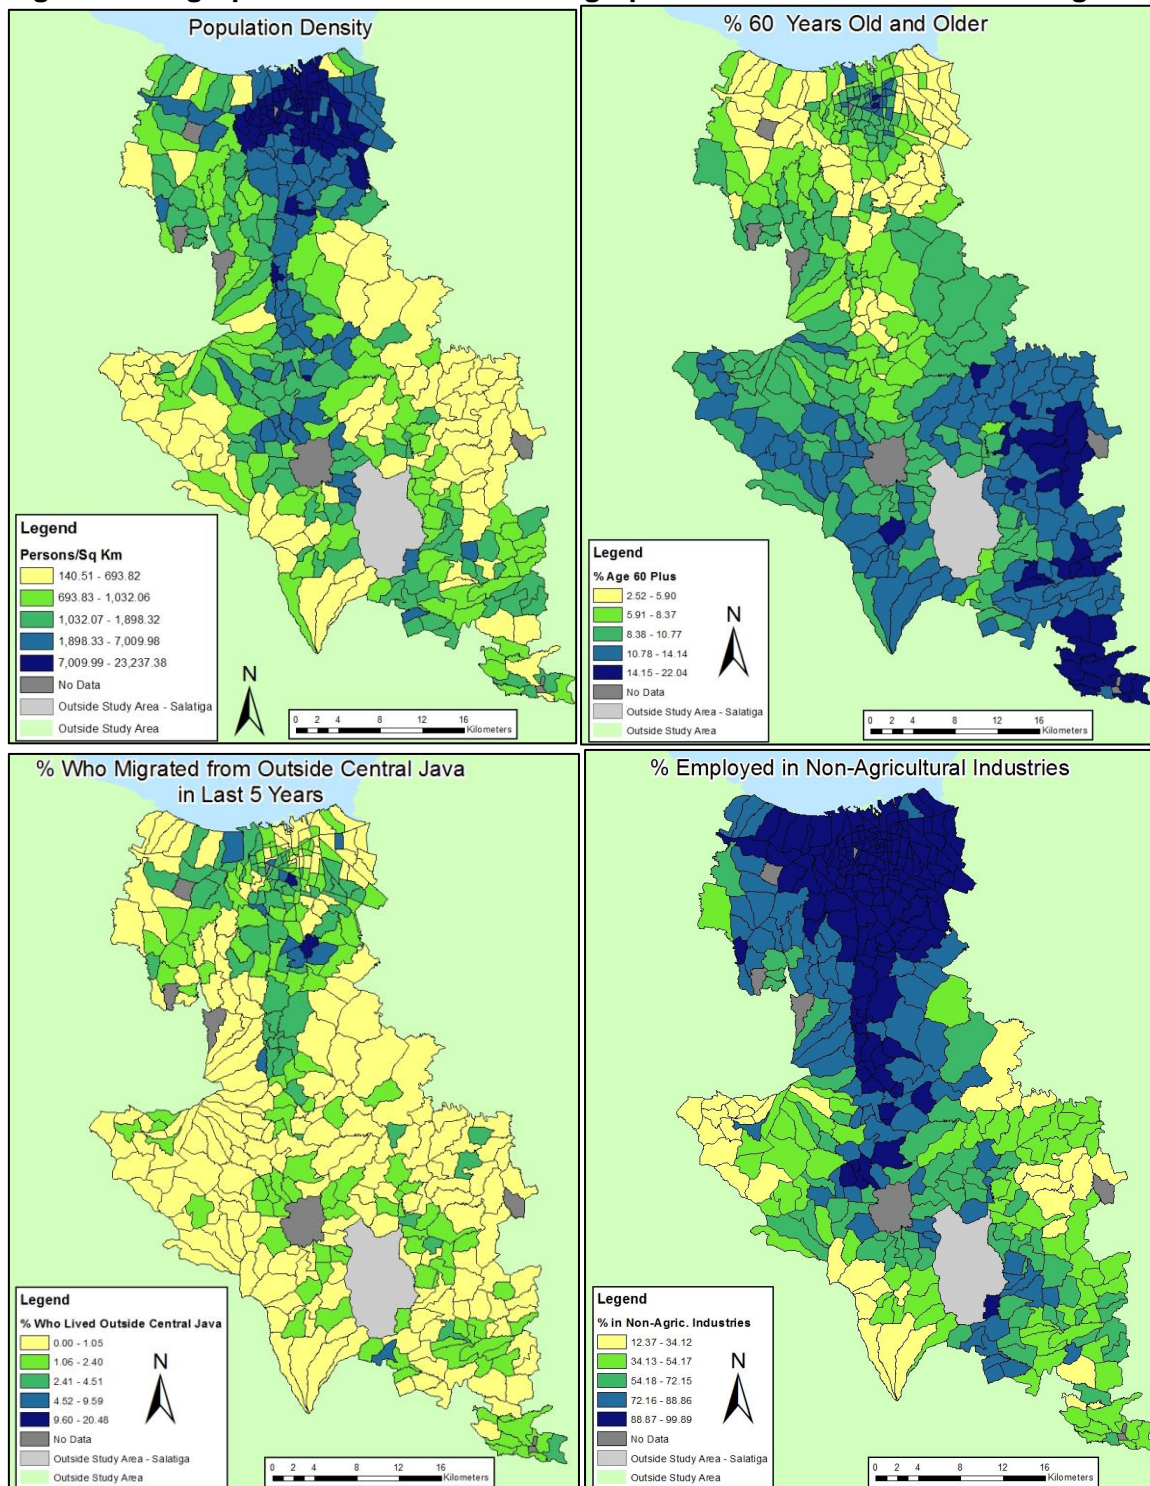 Population Density
Legend
Persons/Sq Km
140.51 - 693.82
693.83 - 1,032.06
1,032.07 - 1,898.32
1,898.33 - 7,009.98
7,009.99 - 23,237.38
No Data
Outside Study Area - Salatiga
Outside Study Area
N
0 2 4 8 12 16
Kilometers
% 60 Years Old and Older
Legend
% Age 60 Plus
2.52 - 5.90
5.91 - 8.37
8.38 - 10.77
10.78 - 14.14
14.15 - 22.04
No Data
Outside Study Area - Salatiga
Outside Study Area
N
0 2 4 8 12 16
Kilometers
% Who Migrated from Outside Central Java
in Last 5 Years
Legend
% Who Lived Outside Central Java
0.00 - 1.05
1.06 - 2.40
2.41 - 4.51
4.52 - 9.59
9.60 - 20.48
No Data
Outside Study Area - Salatiga
Outside Study Area
N
0 2 4 8 12 16
Kilometers
% Employed in Non-Agricultural Industries
Legend
% in Non-Agric. Industries
12.37 - 34.12
34.13 - 54.17
54.18 - 72.15
72.16 - 88.86
88.87 - 99.89
No Data
Outside Study Area - Salatiga
Outside Study Area
N
0 2 4 8 12 16
Kilometers